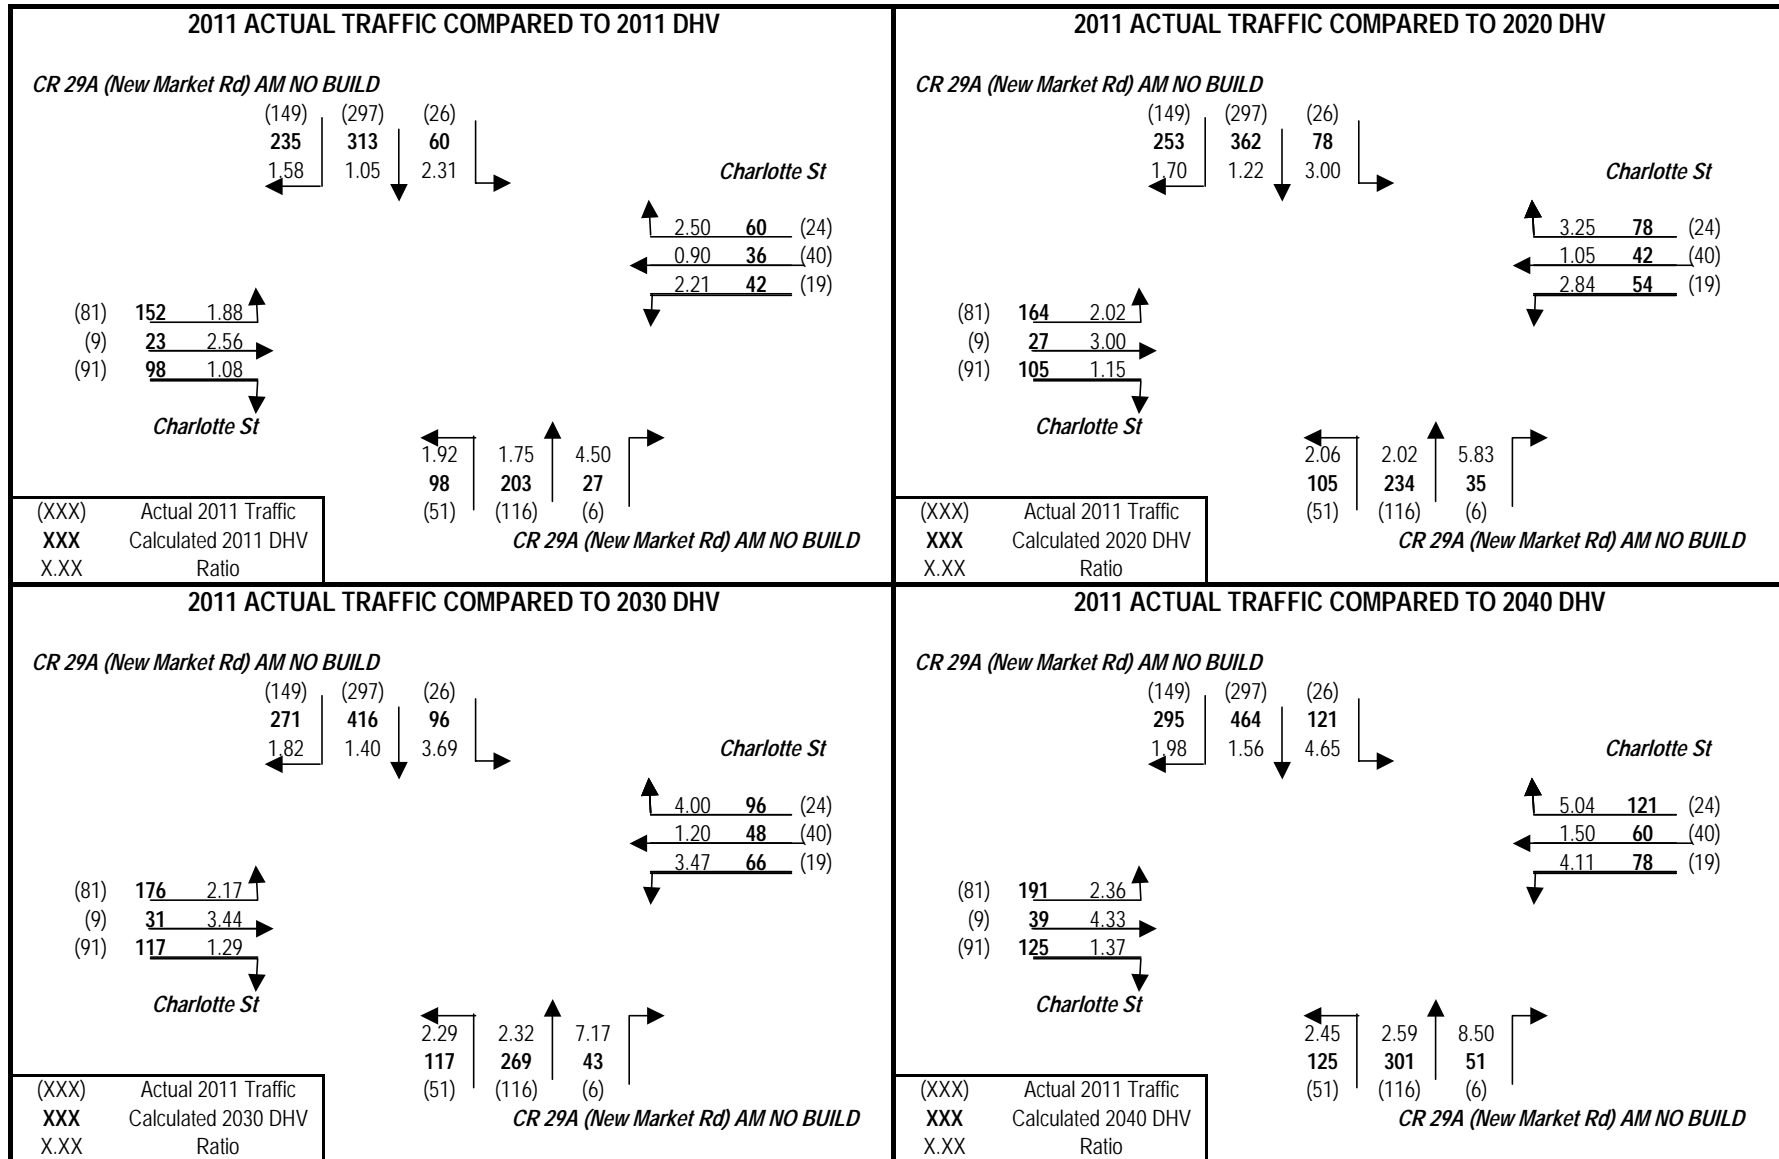 2011 ACTUAL TRAFFIC COMPARED TO 2011 DHV
CR 29A (New Market Rd) AM NO BUILD
(149) (297) (26)
235 313 60
1.58 1.05 2.31
Charlotte St
2.50 60 (24)
0.90 36 (40)
2.21 42 (19)
(81) 152 1.88
(9) 23 2.56
(91) 98 1.08
Charlotte St
1.92 1.75 4.50
98 203 27
(51) (116) (6)
CR 29A (New Market Rd) AM NO BUILD
(XXX) Actual 2011 Traffic
XXX Calculated 2011 DHV
X.XX Ratio
2011 ACTUAL TRAFFIC COMPARED TO 2020 DHV
CR 29A (New Market Rd) AM NO BUILD
(149) (297) (26)
253 362 78
1.70 1.22 3.00
Charlotte St
3.25 78 (24)
1.05 42 (40)
2.84 54 (19)
(81) 164 2.02
(9) 27 3.00
(91) 105 1.15
Charlotte St
2.06 2.02 5.83
105 234 35
(51) (116) (6)
CR 29A (New Market Rd) AM NO BUILD
(XXX) Actual 2011 Traffic
XXX Calculated 2020 DHV
X.XX Ratio
2011 ACTUAL TRAFFIC COMPARED TO 2030 DHV
CR 29A (New Market Rd) AM NO BUILD
(149) (297) (26)
271 416 96
1.82 1.40 3.69
Charlotte St
4.00 96 (24)
1.20 48 (40)
3.47 66 (19)
(81) 176 2.17
(9) 31 3.44
(91) 117 1.29
Charlotte St
2.29 2.32 7.17
117 269 43
(51) (116) (6)
CR 29A (New Market Rd) AM NO BUILD
(XXX) Actual 2011 Traffic
XXX Calculated 2030 DHV
X.XX Ratio
2011 ACTUAL TRAFFIC COMPARED TO 2040 DHV
CR 29A (New Market Rd) AM NO BUILD
(149) (297) (26)
295 464 121
1.98 1.56 4.65
Charlotte St
5.04 121 (24)
1.50 60 (40)
4.11 78 (19)
(81) 191 2.36
(9) 39 4.33
(91) 125 1.37
Charlotte St
2.45 2.59 8.50
125 301 51
(51) (116) (6)
CR 29A (New Market Rd) AM NO BUILD
(XXX) Actual 2011 Traffic
XXX Calculated 2040 DHV
X.XX Ratio